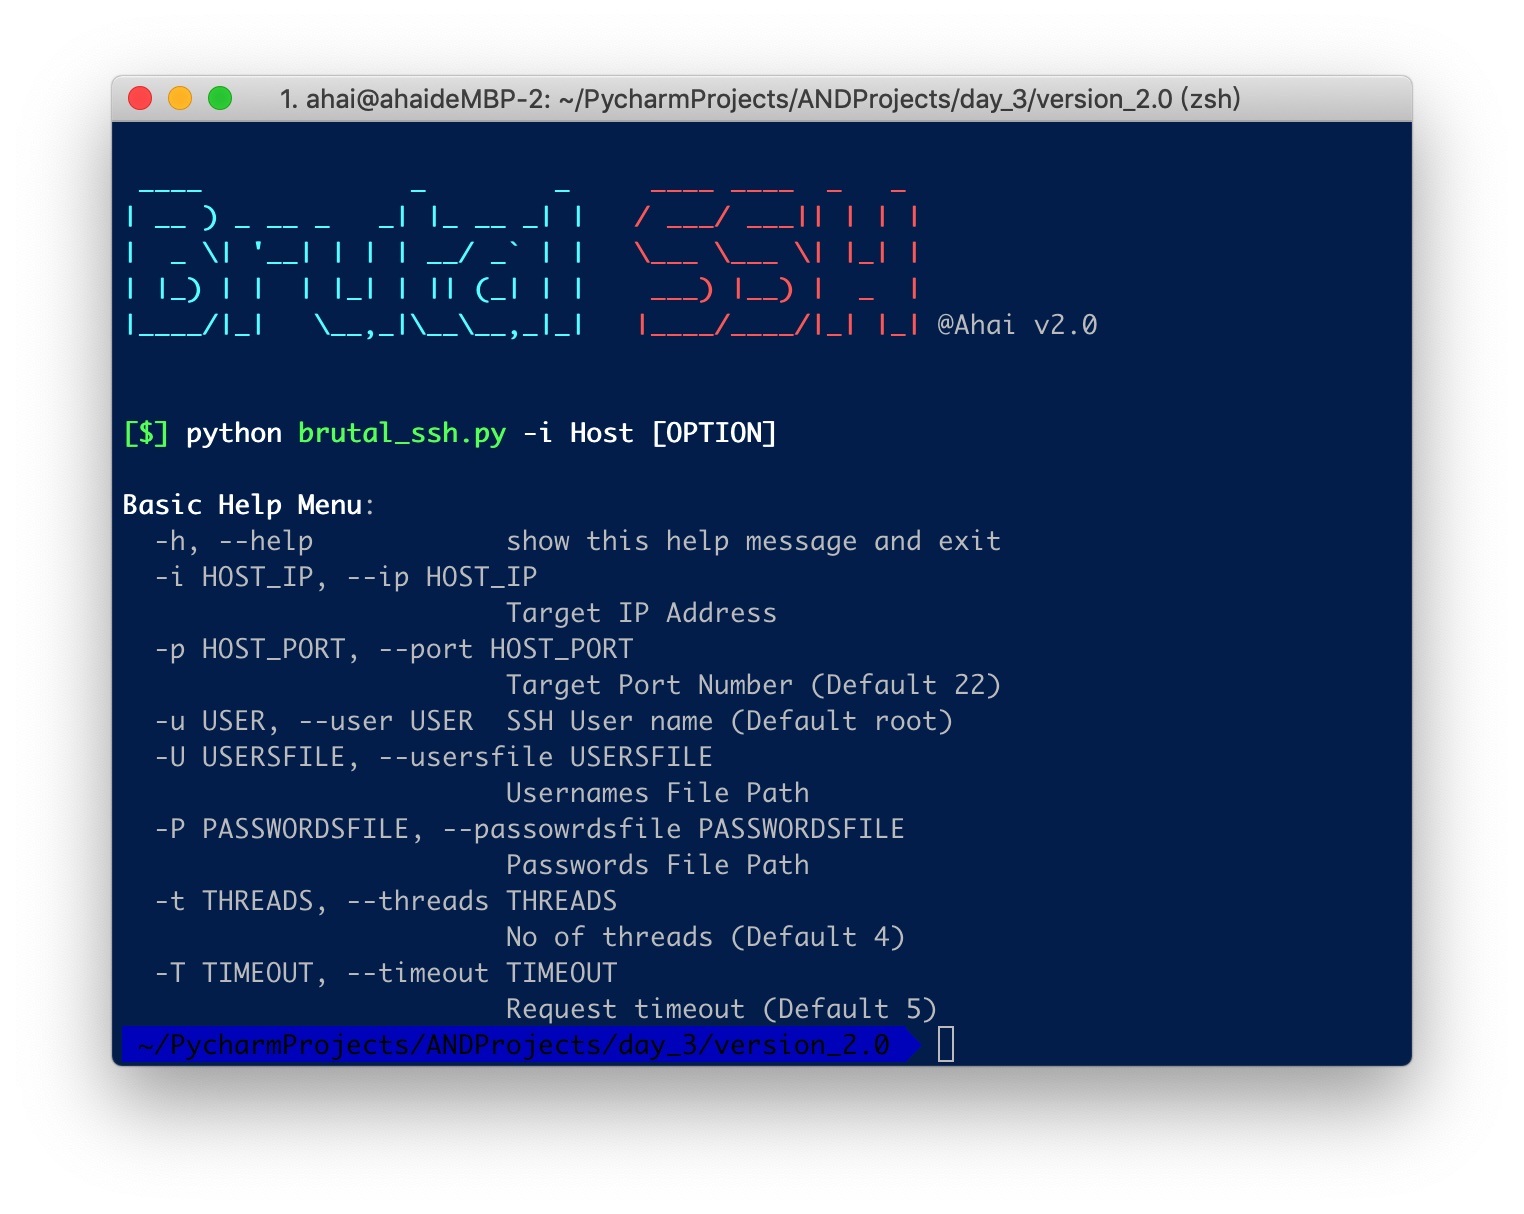 1. ahai@ahaideMBP-2: ~/PycharmProjects/ANDProjects/day_3/version_2.0 (zsh)
Brutal SSH @Ahai v2.0
[$] python brutal_ssh.py -i Host [OPTION]
Basic Help Menu:
-h, --help show this help message and exit
-i HOST_IP, --ip HOST_IP
Target IP Address
-p HOST_PORT, --port HOST_PORT
Target Port Number (Default 22)
-u USER, --user USER SSH User name (Default root)
-U USERSFILE, --usersfile USERSFILE
Usernames File Path
-P PASSWORDSFILE, --passowrdsfile PASSWORDSFILE
Passwords File Path
-t THREADS, --threads THREADS
No of threads (Default 4)
-T TIMEOUT, --timeout TIMEOUT
Request timeout (Default 5)
~/PycharmProjects/ANDProjects/day_3/version_2.0